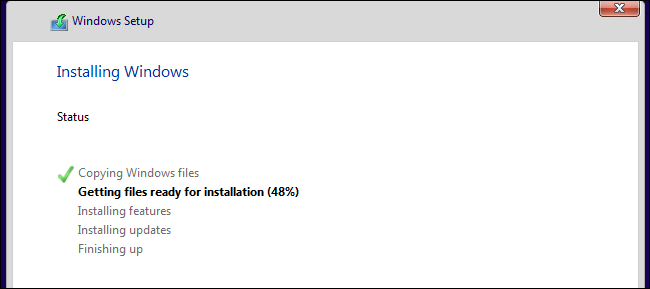 Windows Setup
Installing Windows
Status
Copying Windows files
Getting files ready for installation (48%)
Installing features
Installing updates
Finishing up